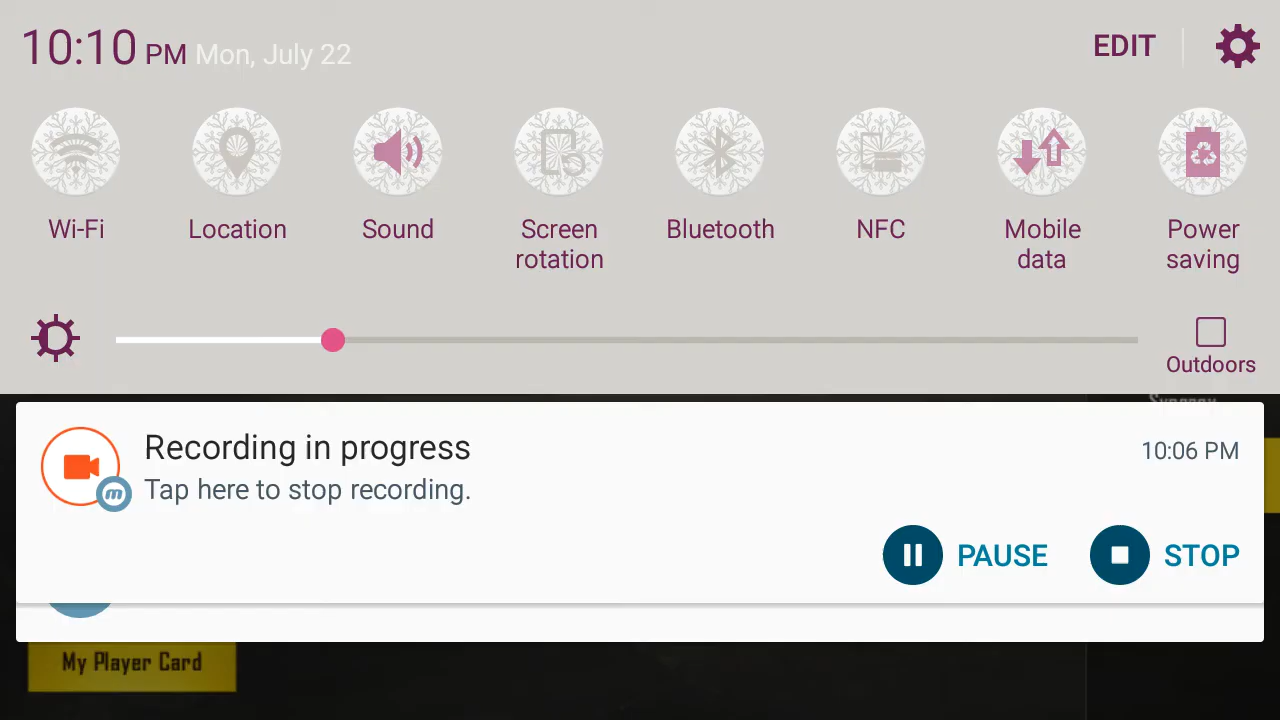 10:10 PM Mon, July 22
EDIT
Wi-Fi
Location
Sound
Screen
rotation
Bluetooth
NFC
Mobile
data
Power
saving
Outdoors
Recording in progress
10:06 PM
Tap here to stop recording.
PAUSE
STOP
My Player Card